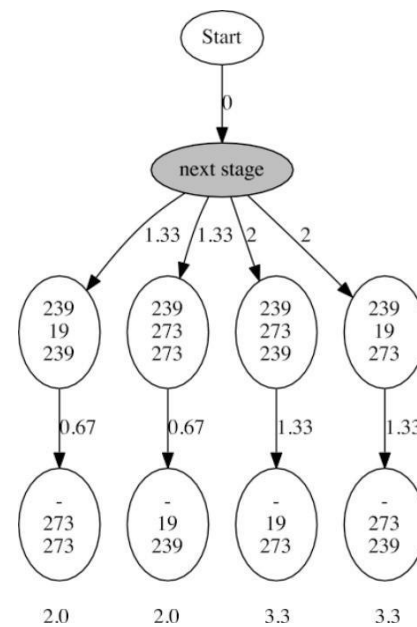 Start
0
next stage
1.33 1.33 2 2
239 239 239 239
19 273 273 19
239 273 239 273
0.67 0.67 1.33 1.33
- - - -
273 19 19 273
273 239 273 239
2.0 2.0 3.3 3.3